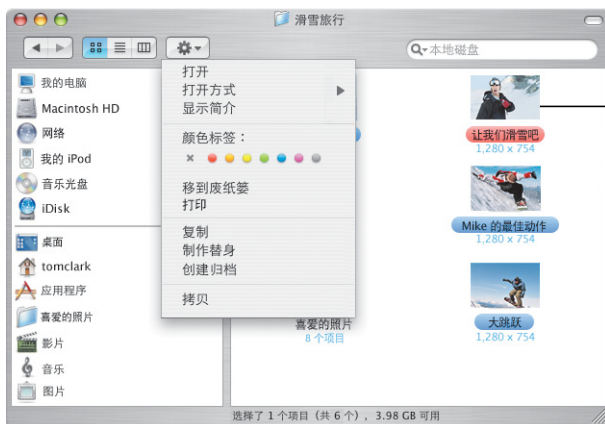 滑雪旅行
本地磁盘
我的电脑
Macintosh HD
网络
我的 iPod
音乐光盘
iDisk
桌面
tomclark
应用程序
喜爱的照片
影片
音乐
图片
打开
打开方式
显示简介
颜色标签：
移到废纸篓
打印
复制
制作替身
创建归档
拷贝
让我们滑雪吧
1,280 x 754
Mike 的最佳动作
1,280 x 754
喜爱的照片
8 个项目
大跳跃
1,280 x 754
选择了 1 个项目（共 6 个）, 3.98 GB 可用